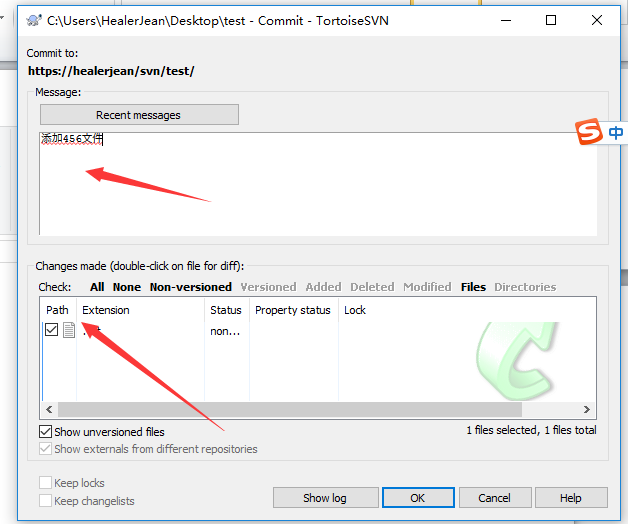 C:\Users\HealerJean\Desktop\test - Commit - TortoiseSVN
Commit to:
https://healerjean/svn/test/
Message:
Recent messages
添加456文件
中
Changes made (double-click on file for diff):
Check: All None Non-versioned Versioned Added Deleted Modified Files Directories
Path Extension Status Property status Lock
non...
Show unversioned files
1 files selected, 1 files total
Show externals from different repositories
Keep locks
Keep changelists
Show log OK Cancel Help